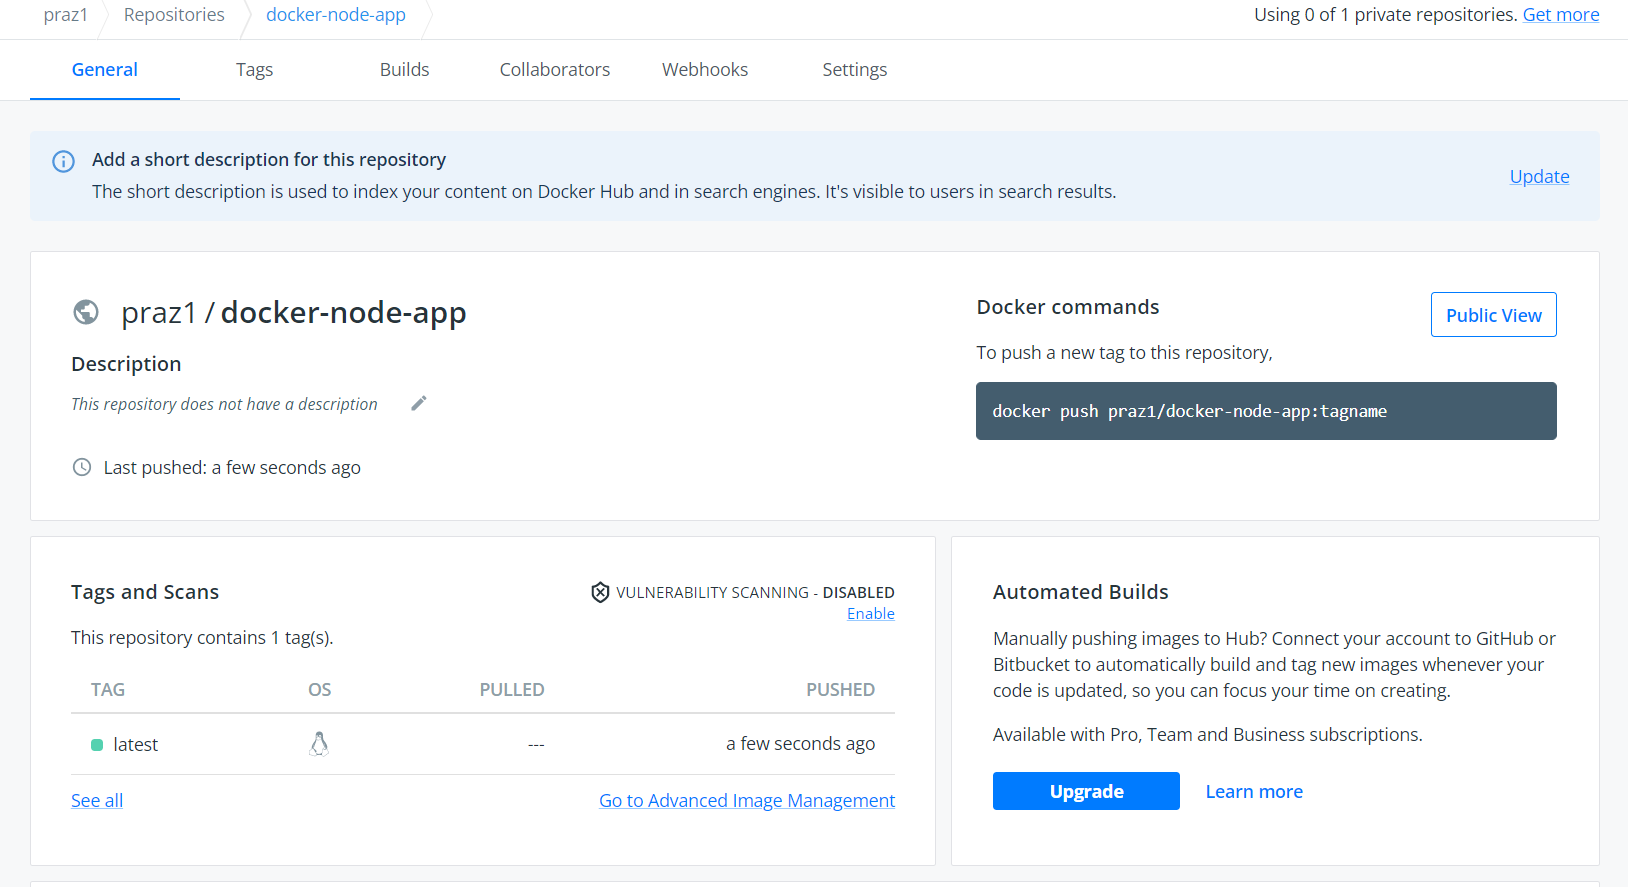 praz1 Repositories docker-node-app Using 0 of 1 private repositories. Get more
General Tags Builds Collaborators Webhooks Settings
Add a short description for this repository
The short description is used to index your content on Docker Hub and in search engines. It's visible to users in search results.
Update
praz1 / docker-node-app
Description
This repository does not have a description
Last pushed: a few seconds ago
Docker commands
Public View
To push a new tag to this repository,
docker push praz1/docker-node-app:tagname
Tags and Scans
VULNERABILITY SCANNING - DISABLED
Enable
This repository contains 1 tag(s).
TAG OS PULLED PUSHED
latest --- a few seconds ago
See all Go to Advanced Image Management
Automated Builds
Manually pushing images to Hub? Connect your account to GitHub or
Bitbucket to automatically build and tag new images whenever your
code is updated, so you can focus your time on creating.
Available with Pro, Team and Business subscriptions.
Upgrade Learn more